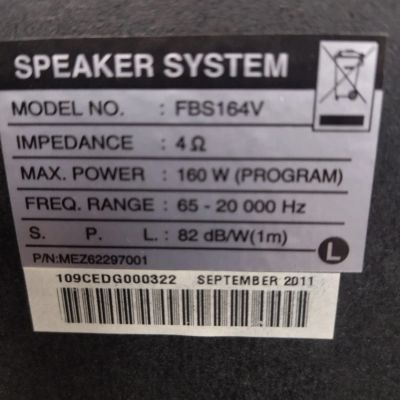 SPEAKER SYSTEM
MODEL NO. : FBS164V
IMPEDANCE : 4 Ω
MAX. POWER : 160 W (PROGRAM)
FREQ. RANGE : 65 - 20 000 Hz
S. P. L. : 82 dB/W(1m)
P/N:MEZ62297001
L
109CEDG000322 SEPTEMBER 2011